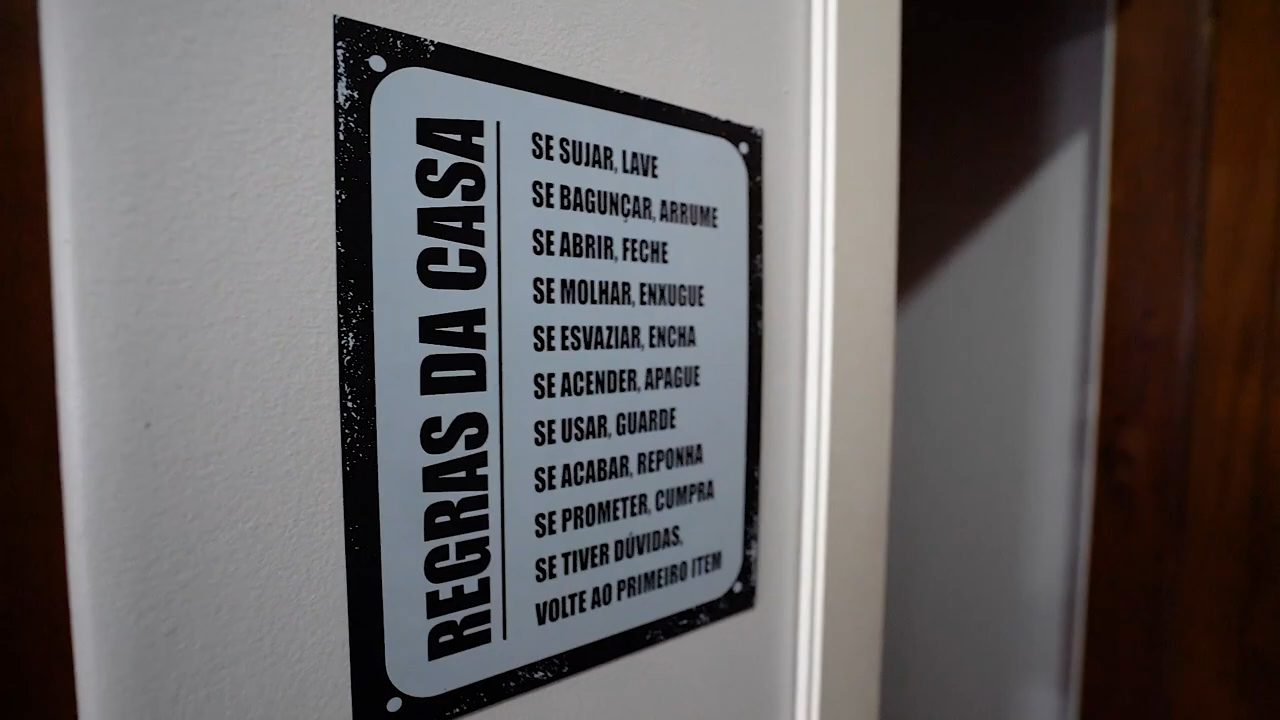 REGRAS DA CASA
SE SUJAR, LAVE
SE BAGUNÇAR, ARRUME
SE ABRIR, FECHE
SE MOLHAR, ENXUGUE
SE ESVAZIAR, ENCHA
SE ACENDER, APAGUE
SE USAR, GUARDE
SE ACABAR, REPONHA
SE PROMETER, CUMPRA
SE TIVER DÚVIDAS,
VOLTE AO PRIMEIRO ITEM